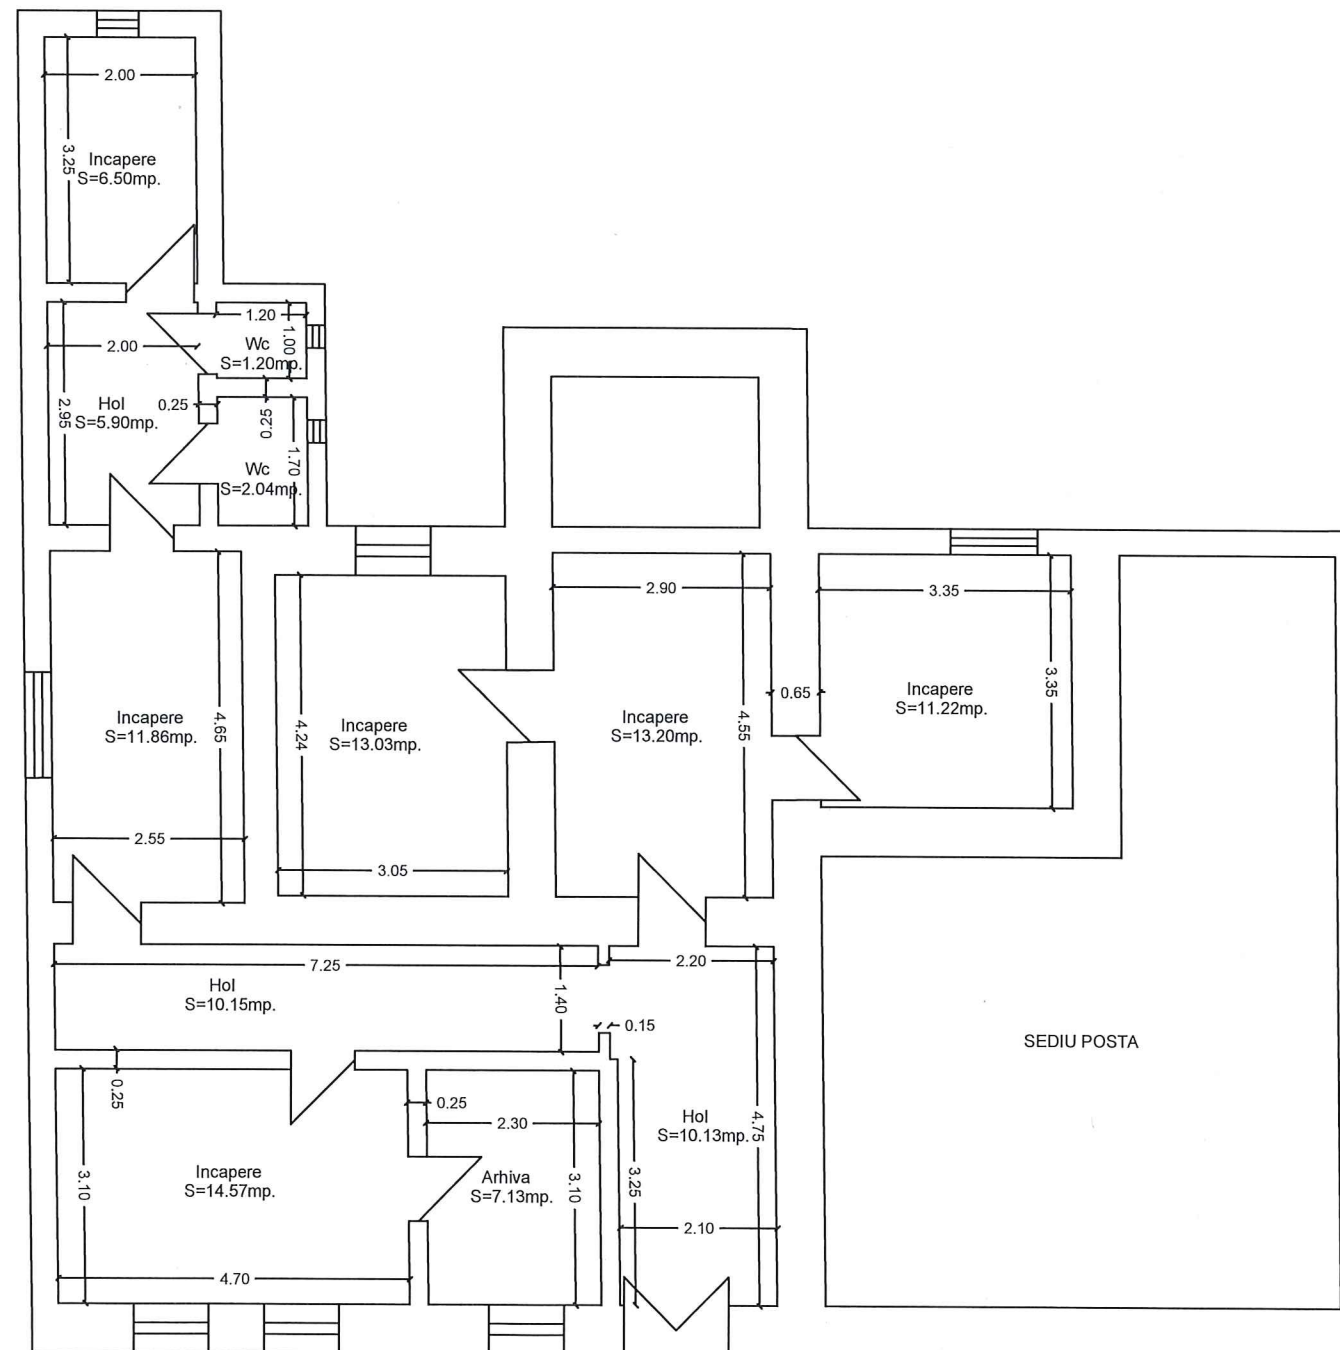 2.00
3.25
Incapere
S=6.50mp.
1.20
1.00
Wc
S=1.20mp.
2.00
Hol
S=5.90mp.
2.95
0.25
0.25
1.70
Wc
S=2.04mp.
2.90
3.35
Incapere
S=11.86mp.
4.65
2.55
4.24
Incapere
S=13.03mp.
3.05
Incapere
S=13.20mp.
4.55
0.65
Incapere
S=11.22mp.
3.35
7.25
2.20
Hol
S=10.15mp.
1.40
0.15
SEDIU POSTA
0.25
0.25
2.30
3.10
Incapere
S=14.57mp.
Arhiva
S=7.13mp.
3.10
Hol
S=10.13mp.
4.75
3.25
2.10
4.70